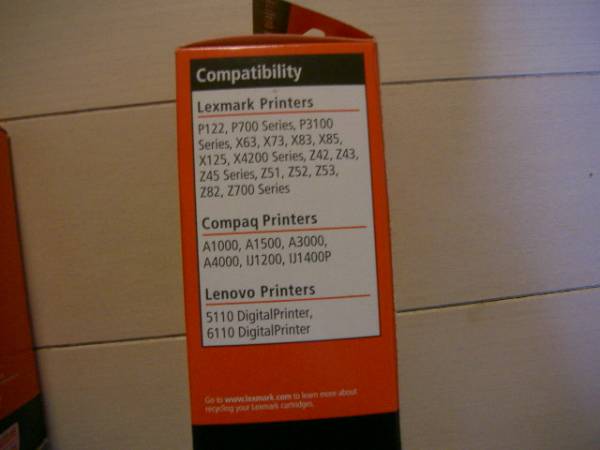 Compatibility
Lexmark Printers
P122, P700 Series, P3100
Series, X63, X73, X83, X85,
X125, X4200 Series, Z42, Z43,
Z45 Series, Z51, Z52, Z53,
Z82, Z700 Series
Compaq Printers
A1000, A1500, A3000,
A4000, IJ1200, IJ1400P
Lenovo Printers
5110 DigitalPrinter,
6110 DigitalPrinter
Go to www.lexmark.com to learn more about
recycling your Lexmark cartridges.